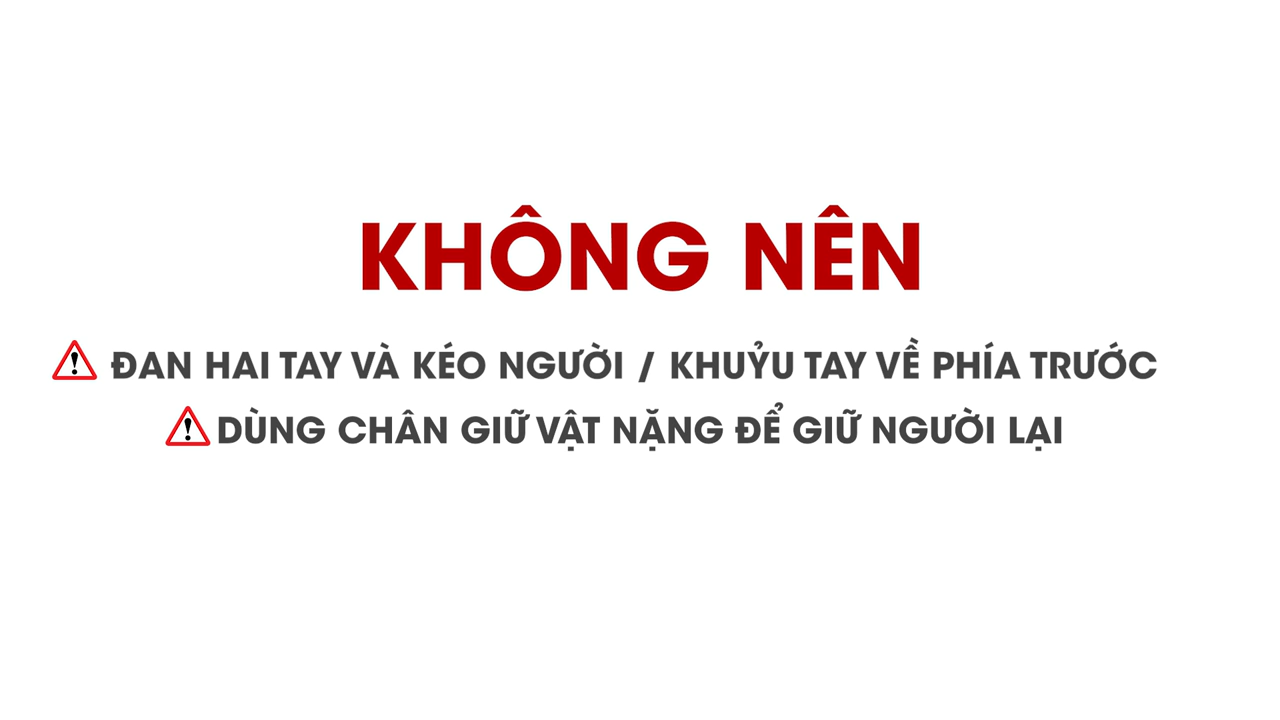 KHÔNG NÊN
ĐAN HAI TAY VÀ KÉO NGƯỜI / KHUỶU TAY VỀ PHÍA TRƯỚC
DÙNG CHÂN GIỮ VẬT NẶNG ĐỂ GIỮ NGƯỜI LẠI